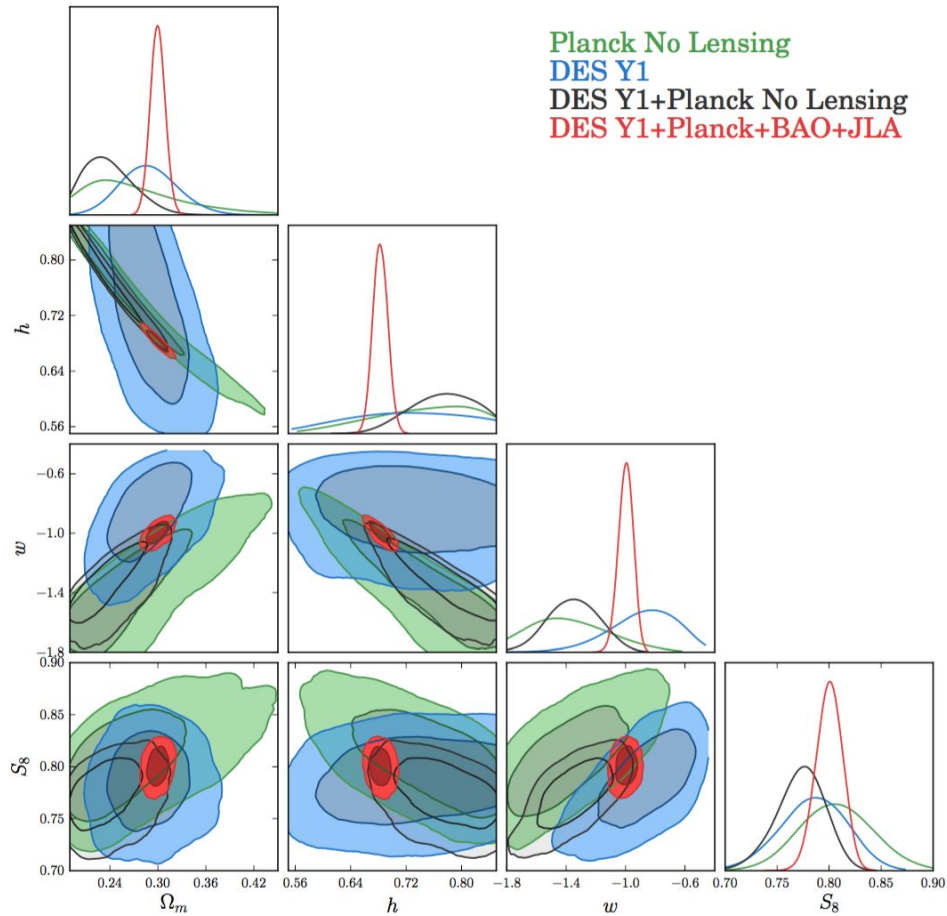 Planck No Lensing
DES Y1
DES Y1+Planck No Lensing
DES Y1+Planck+BAO+JLA
0.80
0.72
0.64
0.56
h
−0.6
−1.0
−1.4
−1.8
w
0.90
0.85
0.80
0.75
0.70
S₈
0.24 0.30 0.36 0.42
0.56 0.64 0.72 0.80
−1.8 −1.4 −1.0 −0.6
0.70 0.75 0.80 0.85 0.90
Ωₘ h w S₈